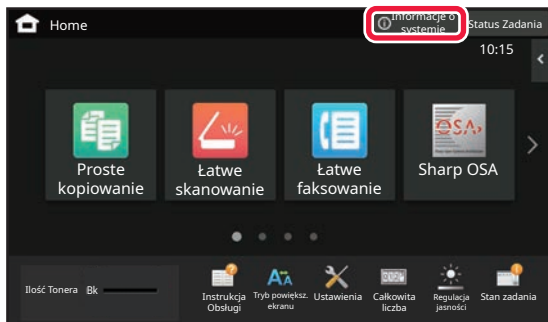 Home
Informacje o
systemie
Status Zadania
10:15
Proste
kopiowanie
Łatwe
skanowanie
Łatwe
faksowanie
OSA
Sharp OSA
Ilość Tonera Bk
Instrukcja
Obsługi
Tryb powiększ.
ekranu
Ustawienia
Całkowita
liczba
Regulacja
jasności
Stan zadania